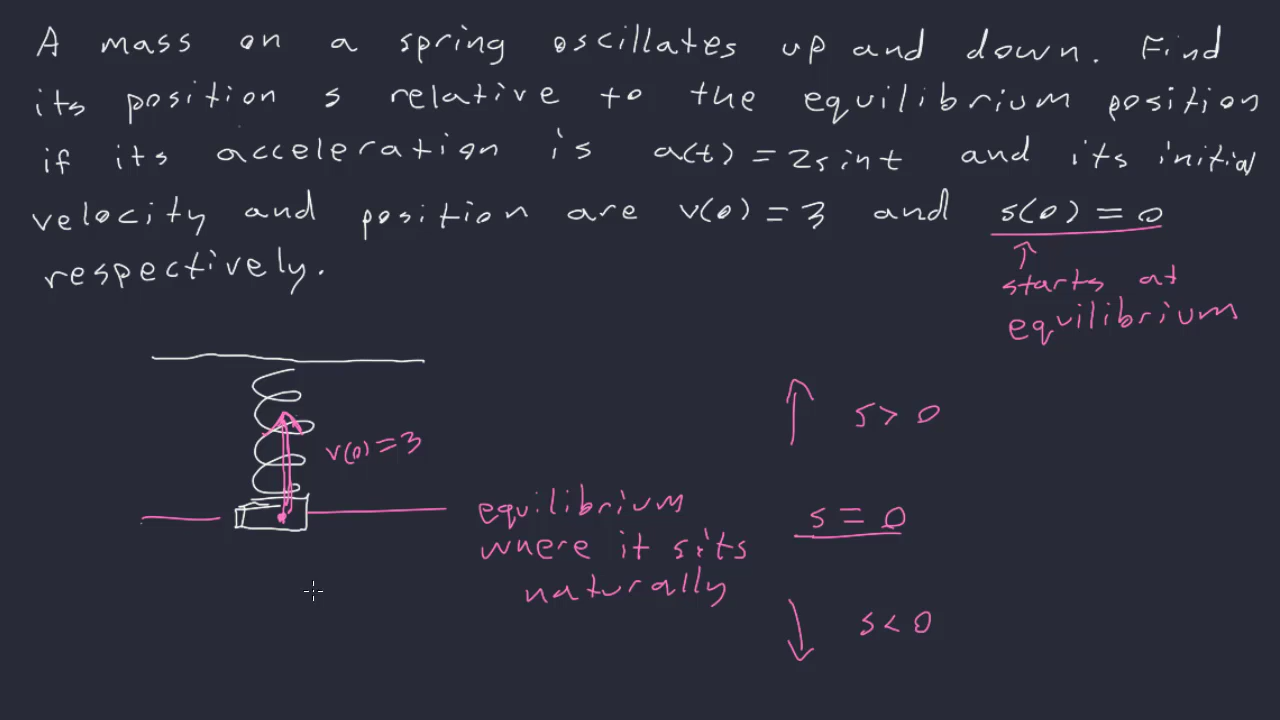 A mass on a spring oscillates up and down. Find
its position s relative to the equilibrium position
if its acceleration is a(t) = 2sint and its initial
velocity and position are v(0) = 3 and s(0) = 0
respectively.
starts at
equilibrium
v(0) = 3
equilibrium
where it sits
naturally
s > 0
s = 0
s < 0